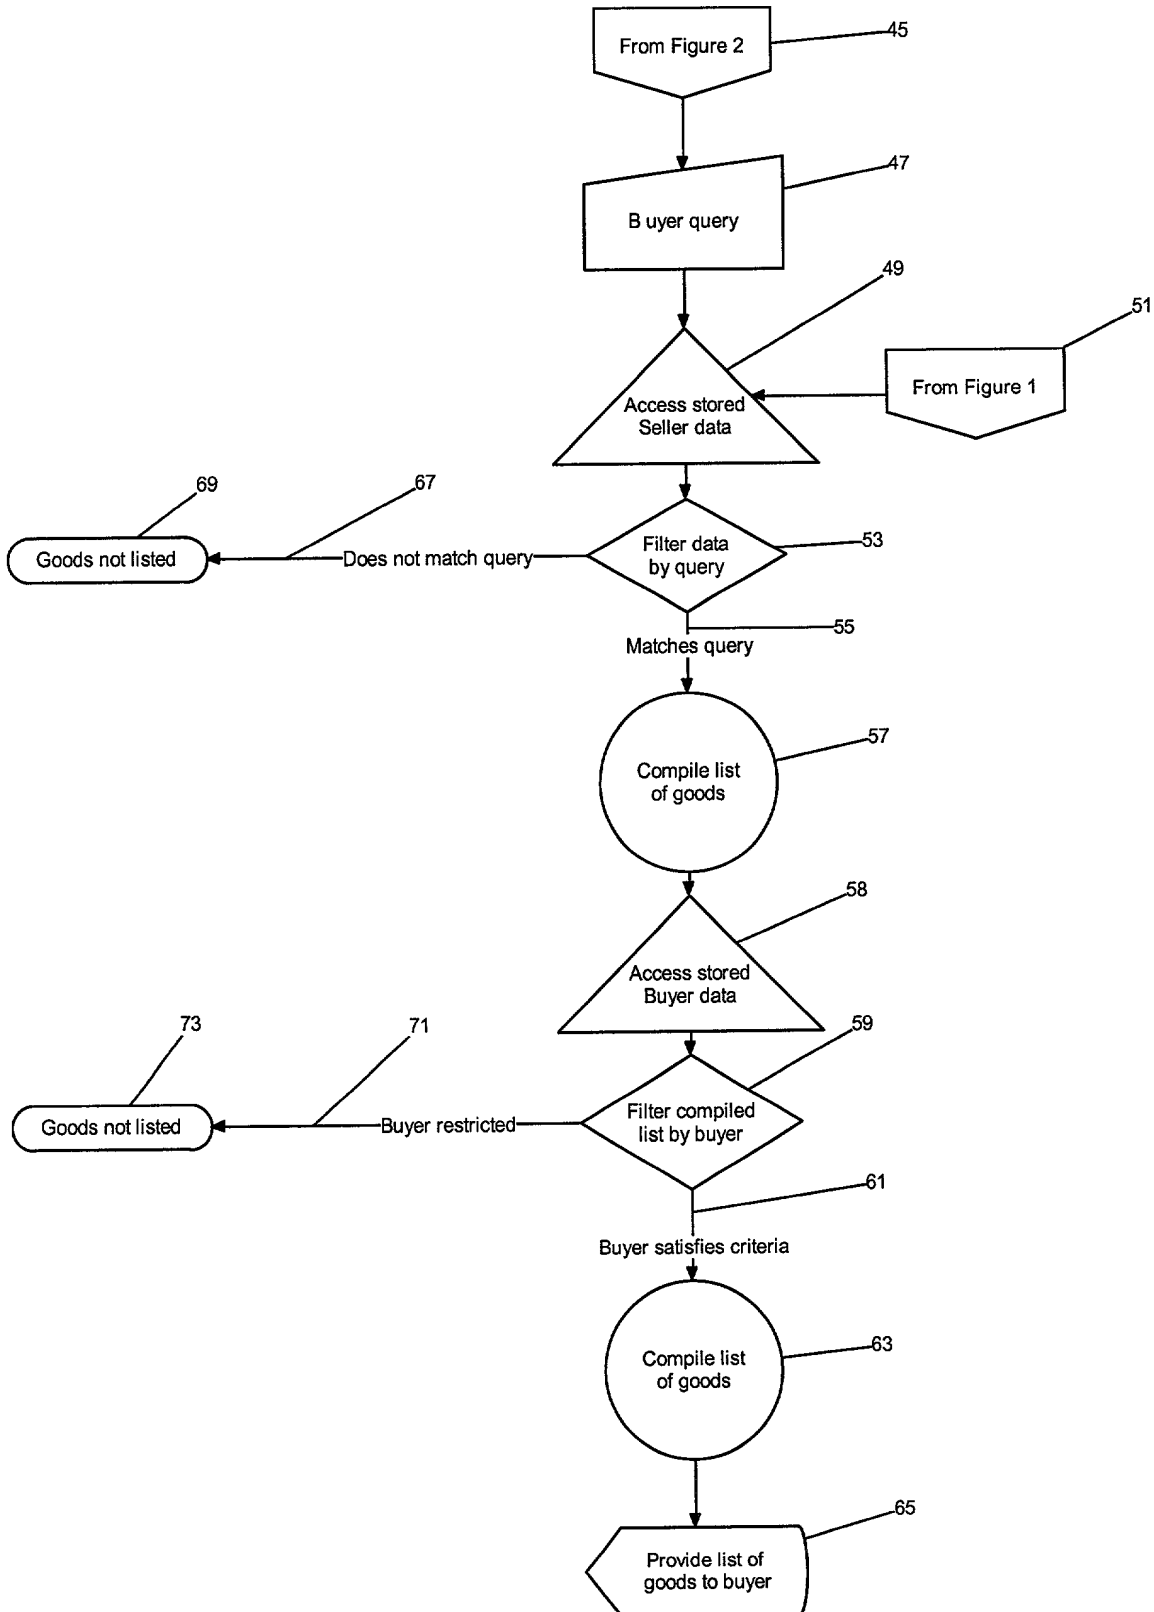 From Figure 2
45
B uyer query
47
49
51
Access stored
Seller data
From Figure 1
69
67
Goods not listed
Does not match query
Filter data
by query
53
55
Matches query
57
Compile list
of goods
58
Access stored
Buyer data
73
71
59
Goods not listed
Buyer restricted
Filter compiled
list by buyer
61
Buyer satisfies criteria
63
Compile list
of goods
65
Provide list of
goods to buyer